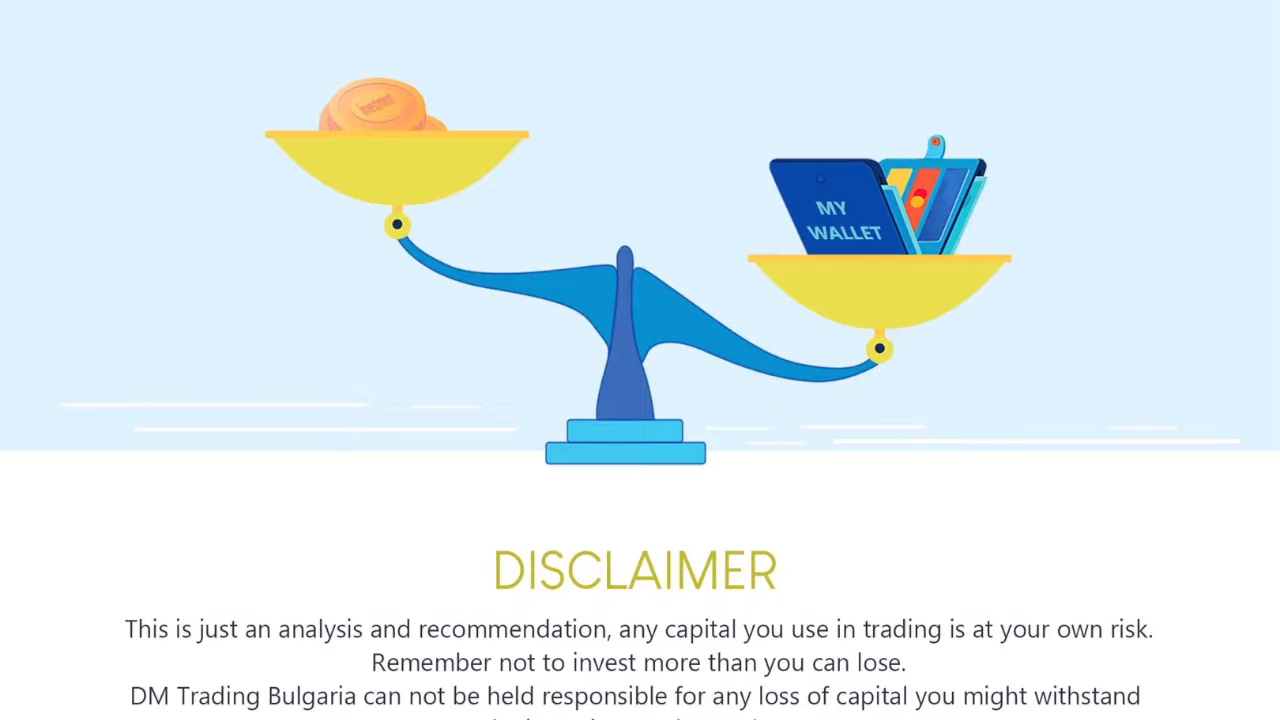 investment
MY
WALLET
DISCLAIMER
This is just an analysis and recommendation, any capital you use in trading is at your own risk.
Remember not to invest more than you can lose.
DM Trading Bulgaria can not be held responsible for any loss of capital you might withstand